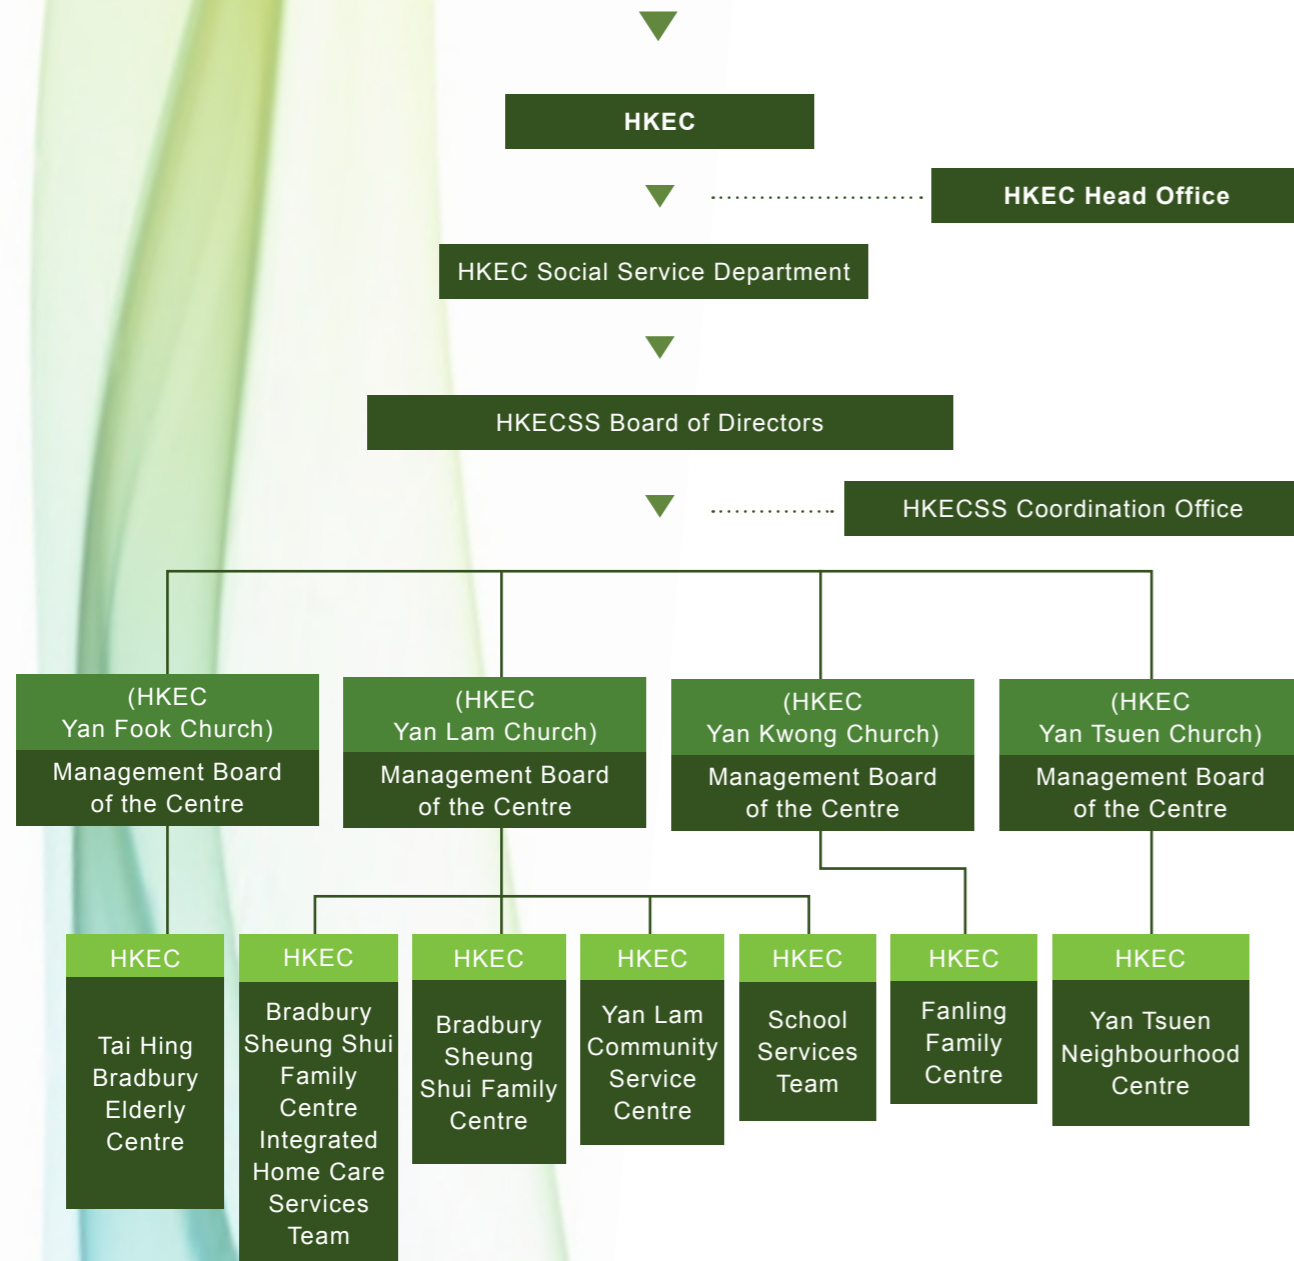 HKEC
HKEC Head Office
HKEC Social Service Department
HKECSS Board of Directors
HKECSS Coordination Office
(HKEC
Yan Fook Church)
Management Board
of the Centre
(HKEC
Yan Lam Church)
Management Board
of the Centre
(HKEC
Yan Kwong Church)
Management Board
of the Centre
(HKEC
Yan Tsuen Church)
Management Board
of the Centre
HKEC
Tai Hing
Bradbury
Elderly
Centre
HKEC
Bradbury
Sheung Shui
Family
Centre
Integrated
Home Care
Services
Team
HKEC
Bradbury
Sheung
Shui Family
Centre
HKEC
Yan Lam
Community
Service
Centre
HKEC
School
Services
Team
HKEC
Fanling
Family
Centre
HKEC
Yan Tsuen
Neighbourhood
Centre